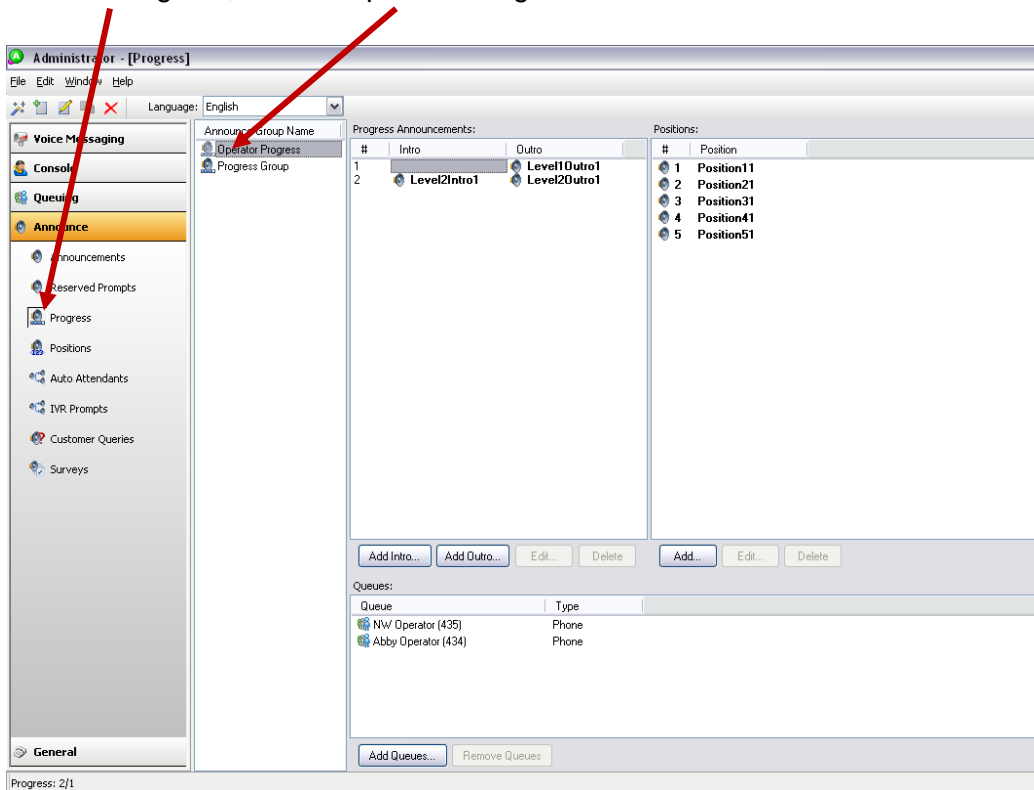 Administrator - [Progress]
File Edit Window Help
Language: English
Voice Messaging
Console
Queuing
Announce
Announcements
Reserved Prompts
Progress
Positions
Auto Attendants
IVR Prompts
Customer Queries
Surveys
General
Announce Group Name
Operator Progress
Progress Group
Progress Announcements:
# Intro Outro
1 Level1Outro1
2 Level2Intro1 Level2Outro1
Add Intro... Add Outro... Edit... Delete
Positions:
# Position
1 Position11
2 Position21
3 Position31
4 Position41
5 Position51
Add... Edit... Delete
Queues:
Queue Type
NW Operator (435) Phone
Abby Operator (434) Phone
Add Queues... Remove Queues
Progress: 2/1